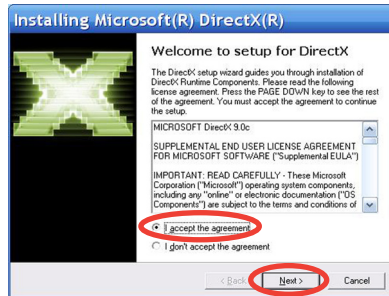 Installing Microsoft(R) DirectX(R)
Welcome to setup for DirectX
The DirectX setup wizard guides you through installation of
DirectX Runtime Components. Please read the following
license agreement. Press the PAGE DOWN key to see the rest
of the agreement. You must accept the agreement to continue
the setup.
MICROSOFT DirectX 9.0c
SUPPLEMENTAL END USER LICENSE AGREEMENT
FOR MICROSOFT SOFTWARE ("Supplemental EULA")
IMPORTANT: READ CAREFULLY - These Microsoft
Corporation ("Microsoft") operating system components,
including any "online" or electronic documentation ("OS
Components") are subject to the terms and conditions of
I accept the agreement
I don't accept the agreement
< Back
Next >
Cancel